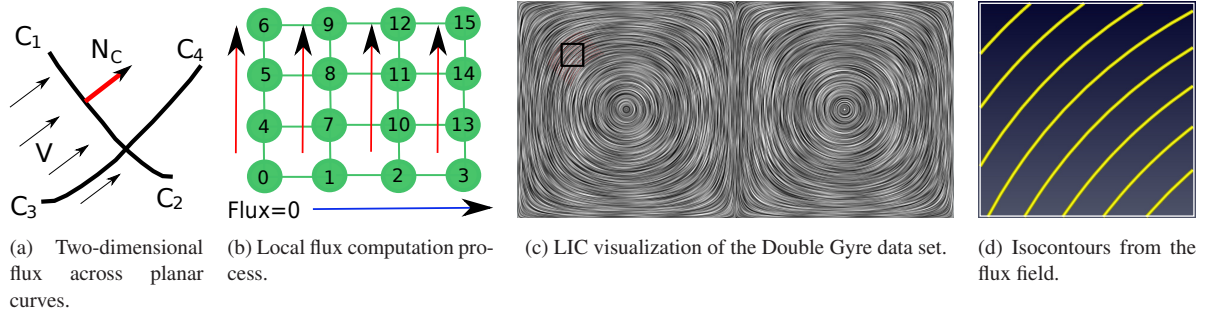 C1
NC
C4
V
C3
C2
6 9 12 15
5 8 11 14
4 7 10 13
0 1 2 3
Flux=0
(a) Two-dimensional
flux across planar
curves.
(b) Local flux computation pro-
cess.
(c) LIC visualization of the Double Gyre data set.
(d) Isocontours from the
flux field.